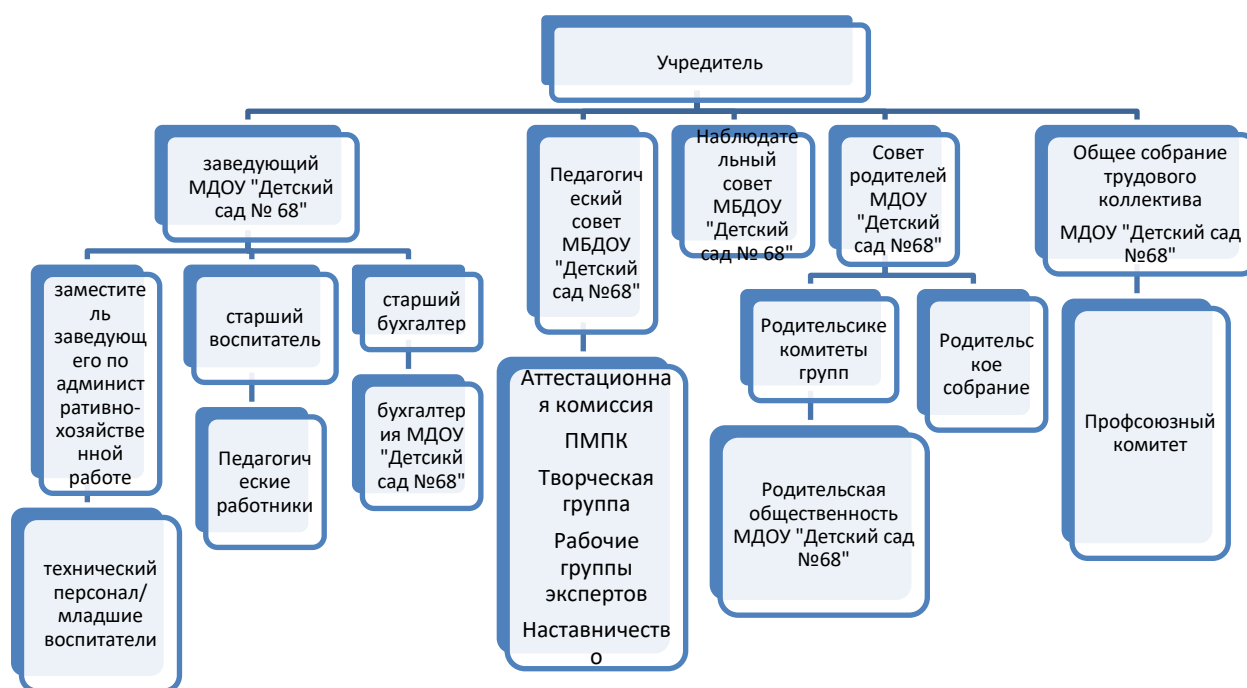 Учредитель
заведующий
МДОУ "Детский
сад № 68"
Педагогич
еский
совет
МБДОУ
"Детский
сад №68"
Наблюдате
льный
совет
МБДОУ
"Детский
сад № 68"
Совет
родителей
МДОУ
"Детский
сад №68"
Общее собрание
трудового
коллектива
МДОУ "Детский сад
№68"
заместите
ль
заведующ
его по
админист
ративно-
хозяйстве
нной
работе
старший
воспитатель
старший
бухгалтер
Родительсике
комитеты
групп
Родительс
кое
собрание
Профсоюзный
комитет
технический
персонал/
младшие
воспитатели
Педагогич
еские
работники
бухгалтер
ия МДОУ
"Детсикй
сад №68"
Аттестационна
я комиссия
ПМПК
Творческая
группа
Рабочие
группы
экспертов
Наставничеств
о
Родительская
общественность
МДОУ "Детский сад
№68"